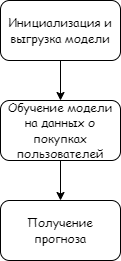 Инициализация и
выгрузка модели
Обучение модели
на данных о
покупках
пользователей
Получение
прогноза